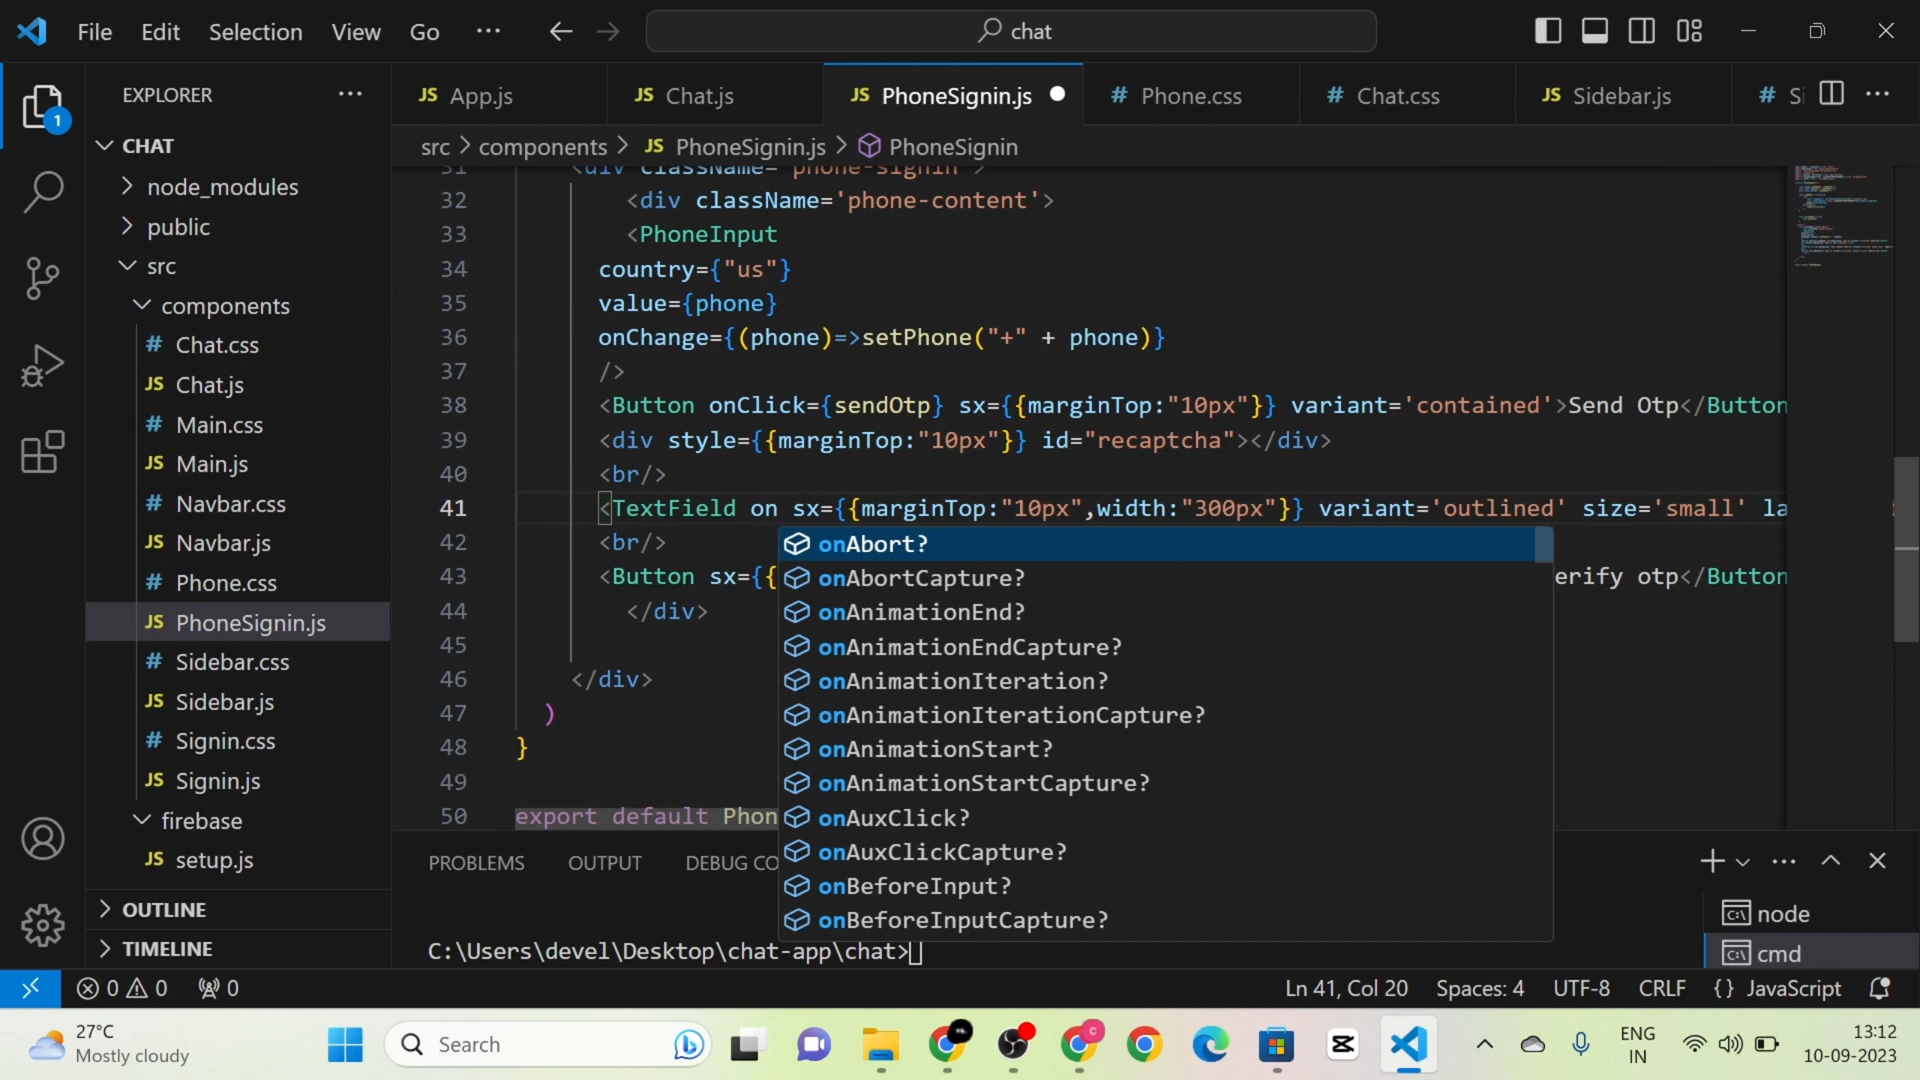 File Edit Selection View Go ··· chat
EXPLORER ···
JS App.js JS Chat.js JS PhoneSignin.js # Phone.css # Chat.css JS Sidebar.js # Si ···
src > components > JS PhoneSignin.js > PhoneSignin
CHAT
node_modules
public
src
components
# Chat.css
JS Chat.js
# Main.css
JS Main.js
# Navbar.css
JS Navbar.js
# Phone.css
JS PhoneSignin.js
# Sidebar.css
JS Sidebar.js
# Signin.css
JS Signin.js
firebase
JS setup.js
OUTLINE
TIMELINE
1
31 <div className='phone-signin'>
32 <div className='phone-content'>
33 <PhoneInput
34 country={"us"}
35 value={phone}
36 onChange={(phone)=>setPhone("+" + phone)}
37 />
38 <Button onClick={sendOtp} sx={{marginTop:"10px"}} variant='contained'>Send Otp</Button
39 <div style={{marginTop:"10px"}} id="recaptcha"></div>
40 <br/>
41 <TextField on sx={{marginTop:"10px",width:"300px"}} variant='outlined' size='small' la
42 <br/>
43 <Button sx={{ erify otp</Button
44 </div>
45
46 </div>
47 )
48 }
49
50 export default Phon
onAbort?
onAbortCapture?
onAnimationEnd?
onAnimationEndCapture?
onAnimationIteration?
onAnimationIterationCapture?
onAnimationStart?
onAnimationStartCapture?
onAuxClick?
onAuxClickCapture?
onBeforeInput?
onBeforeInputCapture?
PROBLEMS OUTPUT DEBUG CO
C:\Users\devel\Desktop\chat-app\chat>
node
cmd
0 0 0 Ln 41, Col 20 Spaces: 4 UTF-8 CRLF {} JavaScript
27°C
Mostly cloudy
Search
ENG
IN
13:12
10-09-2023